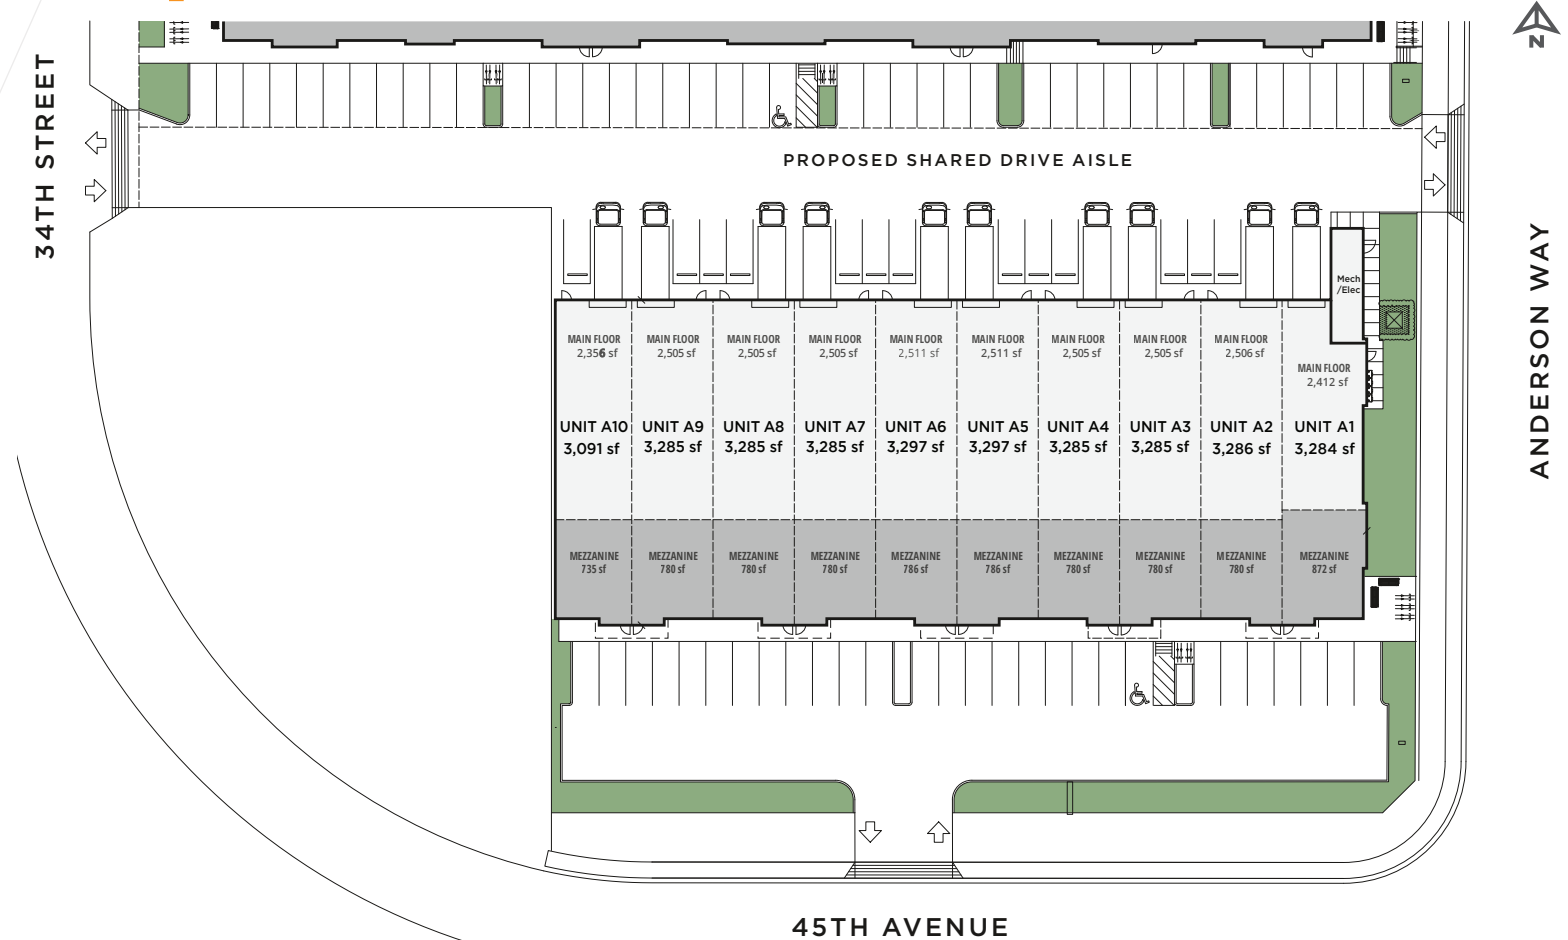 34TH STREET
N
PROPOSED SHARED DRIVE AISLE
ANDERSON WAY
Mech
/Elec
MAIN FLOOR
2,356 sf
MAIN FLOOR
2,505 sf
MAIN FLOOR
2,505 sf
MAIN FLOOR
2,505 sf
MAIN FLOOR
2,511 sf
MAIN FLOOR
2,511 sf
MAIN FLOOR
2,505 sf
MAIN FLOOR
2,505 sf
MAIN FLOOR
2,506 sf
MAIN FLOOR
2,412 sf
UNIT A10
3,091 sf
UNIT A9
3,285 sf
UNIT A8
3,285 sf
UNIT A7
3,285 sf
UNIT A6
3,297 sf
UNIT A5
3,297 sf
UNIT A4
3,285 sf
UNIT A3
3,285 sf
UNIT A2
3,286 sf
UNIT A1
3,284 sf
MEZZANINE
735 sf
MEZZANINE
780 sf
MEZZANINE
780 sf
MEZZANINE
780 sf
MEZZANINE
786 sf
MEZZANINE
786 sf
MEZZANINE
780 sf
MEZZANINE
780 sf
MEZZANINE
780 sf
MEZZANINE
872 sf
45TH AVENUE